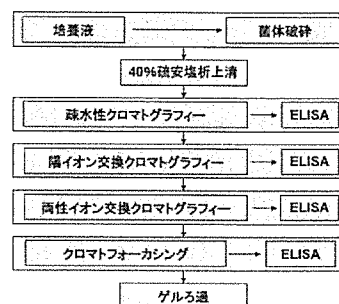 培養液 菌体破砕
40%硫安塩析上清
疎水性クロマトグラフィー ELISA
陽イオン交換クロマトグラフィー ELISA
両性イオン交換クロマトグラフィー ELISA
クロマトフォーカシング ELISA
ゲルろ過